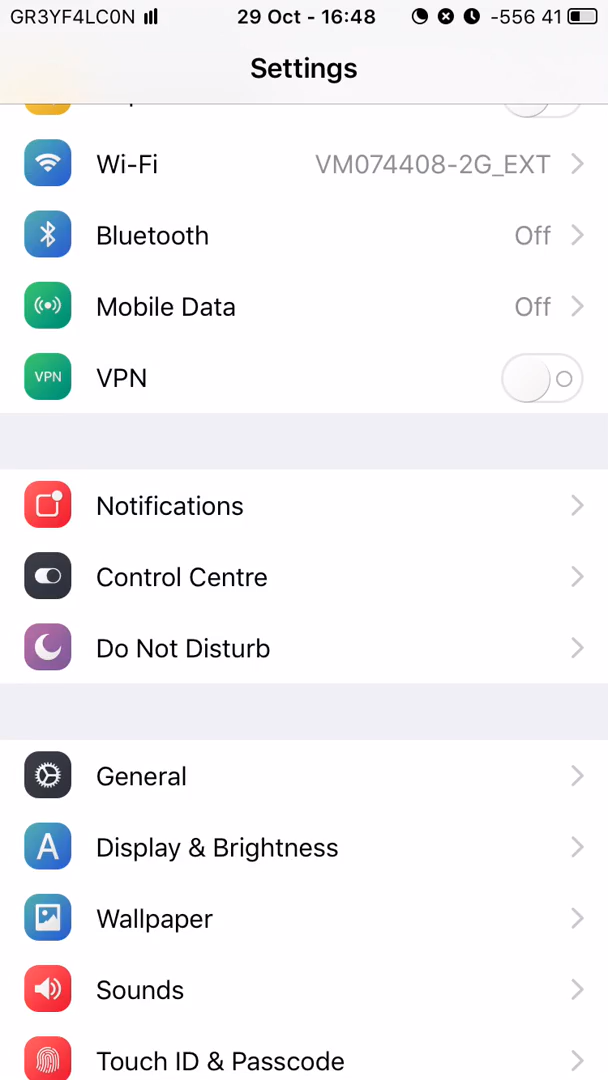 GR3YF4LC0N 29 Oct - 16:48 -556 41
Settings
Wi-Fi VM074408-2G_EXT
Bluetooth Off
Mobile Data Off
VPN VPN
Notifications
Control Centre
Do Not Disturb
General
A Display & Brightness
Wallpaper
Sounds
Touch ID & Passcode